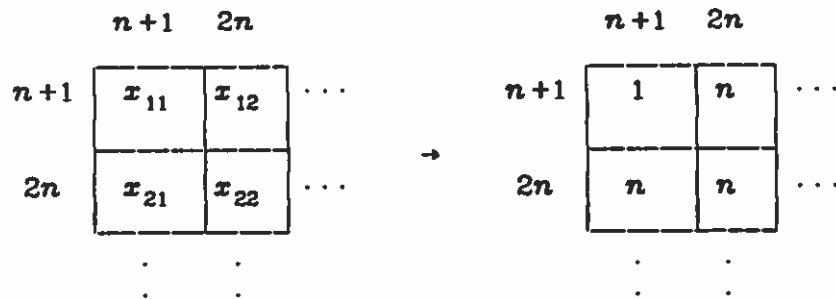 n+1 2n n+1 2n
n+1 x₁₁ x₁₂ ··· → n+1 1 n ···
2n x₂₁ x₂₂ ··· 2n n n ···
· · · ·
· · · ·